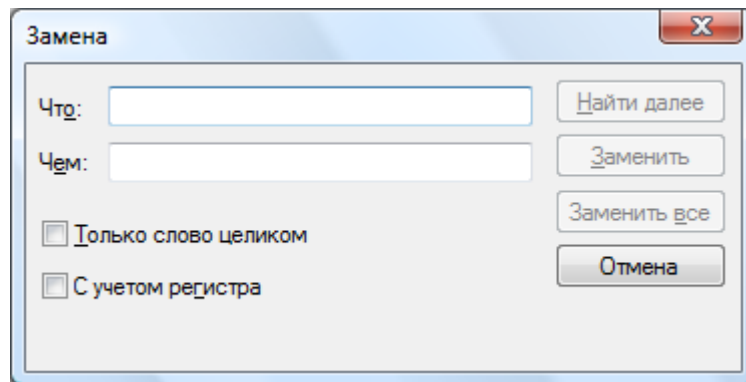 Замена
Что:
Найти далее
Чем:
Заменить
Заменить все
Только слово целиком
Отмена
С учетом регистра